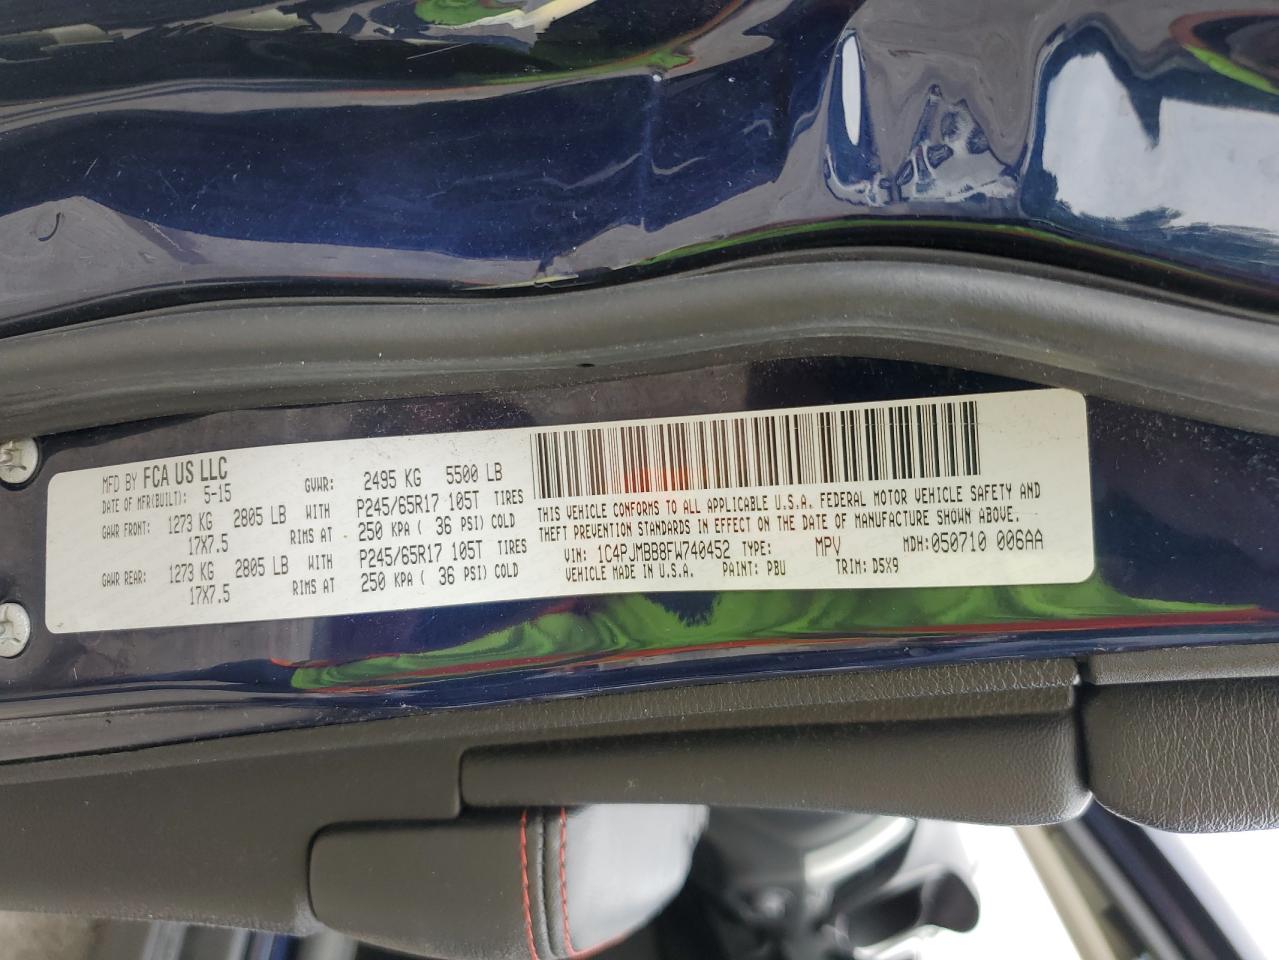 MFD BY FCA US LLC
DATE OF MFR(BUILT): 5-15 GVWR: 2495 KG 5500 LB
GAWR FRONT: 1273 KG 2805 LB WITH P245/65R17 105T TIRES
17X7.5 RIMS AT 250 KPA ( 36 PSI) COLD
GAWR REAR: 1273 KG 2805 LB WITH P245/65R17 105T TIRES
17X7.5 RIMS AT 250 KPA ( 36 PSI) COLD
THIS VEHICLE CONFORMS TO ALL APPLICABLE U.S.A. FEDERAL MOTOR VEHICLE SAFETY AND
THEFT PREVENTION STANDARDS IN EFFECT ON THE DATE OF MANUFACTURE SHOWN ABOVE.
VIN: 1C4PJMBB8FW740452 TYPE: MPV MDH:050710 006AA
VEHICLE MADE IN U.S.A. PAINT: PBU TRIM: D5X9